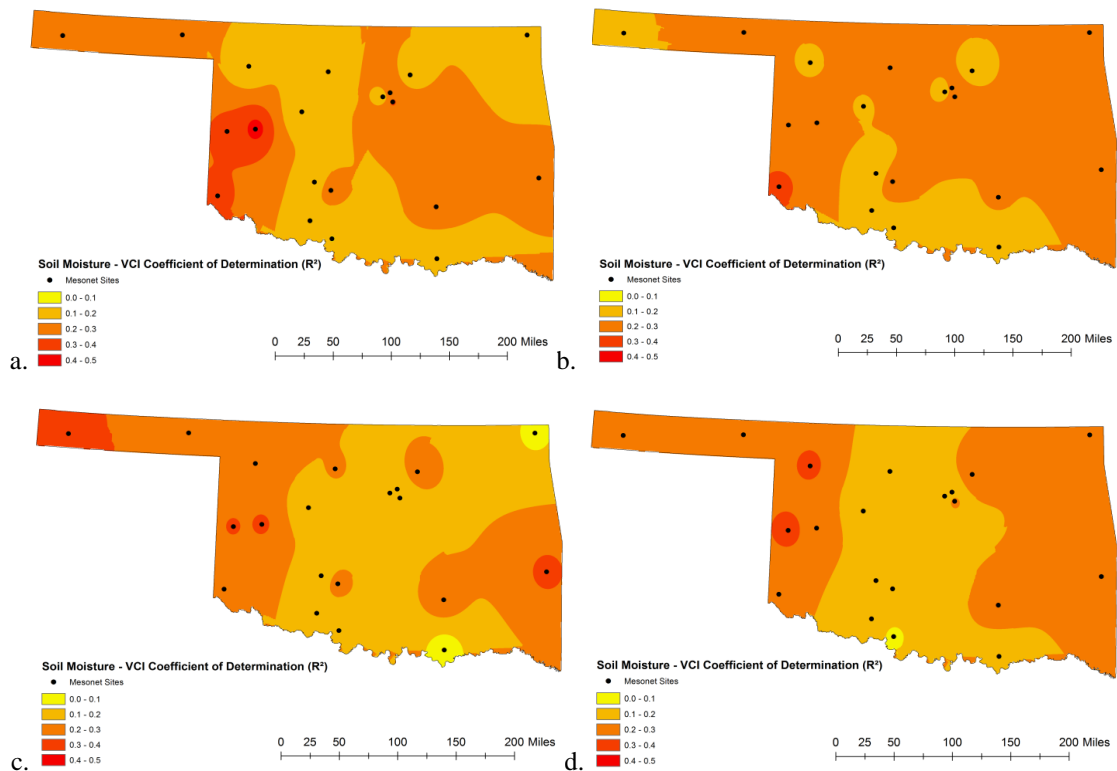 Soil Moisture - VCI Coefficient of Determination (R²)
Mesonet Sites
0.0 - 0.1
0.1 - 0.2
0.2 - 0.3
0.3 - 0.4
0.4 - 0.5
0 25 50 100 150 200 Miles
a.
Soil Moisture - VCI Coefficient of Determination (R²)
Mesonet Sites
0.0 - 0.1
0.1 - 0.2
0.2 - 0.3
0.3 - 0.4
0.4 - 0.5
0 25 50 100 150 200 Miles
b.
Soil Moisture - VCI Coefficient of Determination (R²)
Mesonet Sites
0.0 - 0.1
0.1 - 0.2
0.2 - 0.3
0.3 - 0.4
0.4 - 0.5
0 25 50 100 150 200 Miles
c.
Soil Moisture - VCI Coefficient of Determination (R²)
Mesonet Sites
0.0 - 0.1
0.1 - 0.2
0.2 - 0.3
0.3 - 0.4
0.4 - 0.5
0 25 50 100 150 200 Miles
d.